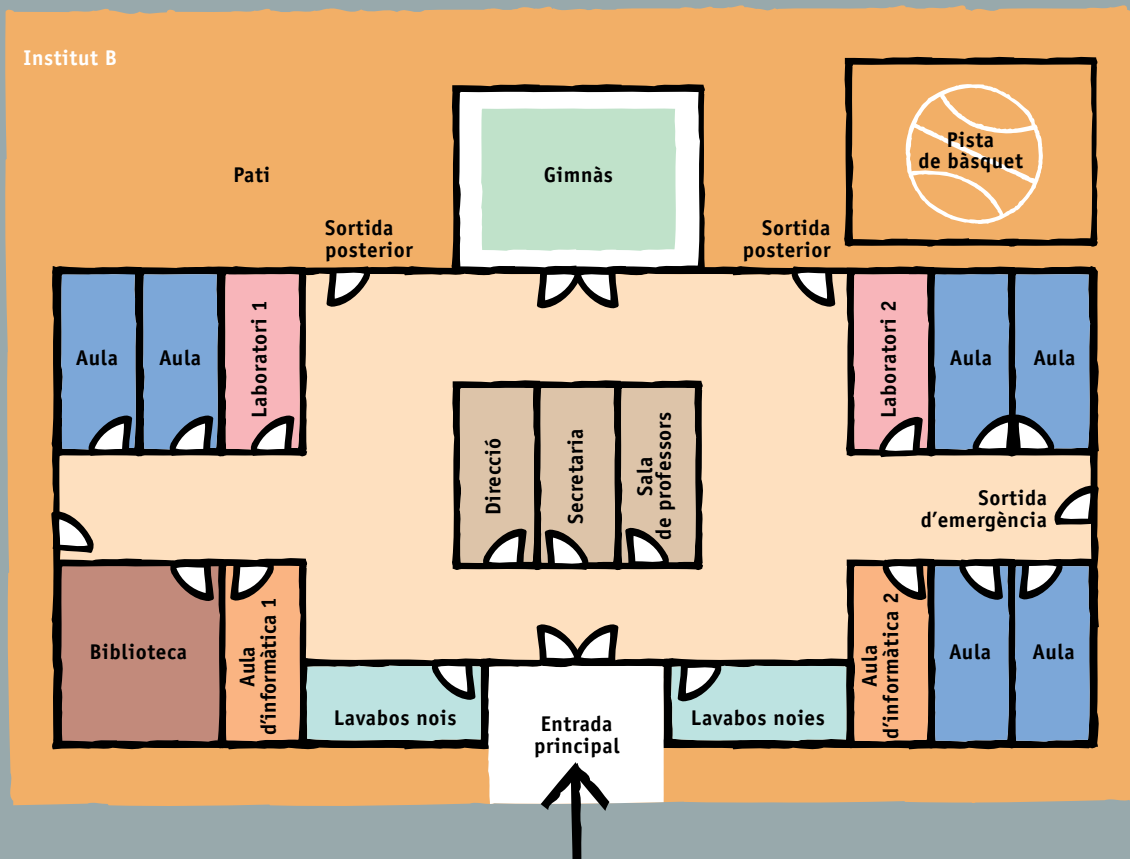 Institut B
Pista
de bàsquet
Pati
Gimnàs
Sortida
posterior
Sortida
posterior
Aula
Aula
Laboratori 1
Laboratori 2
Aula
Aula
Direcció
Secretaria
Sala
de professors
Sortida
d'emergència
Biblioteca
Aula
d'informàtica 1
Aula
d'informàtica 2
Aula
Aula
Lavabos nois
Entrada
principal
Lavabos noies